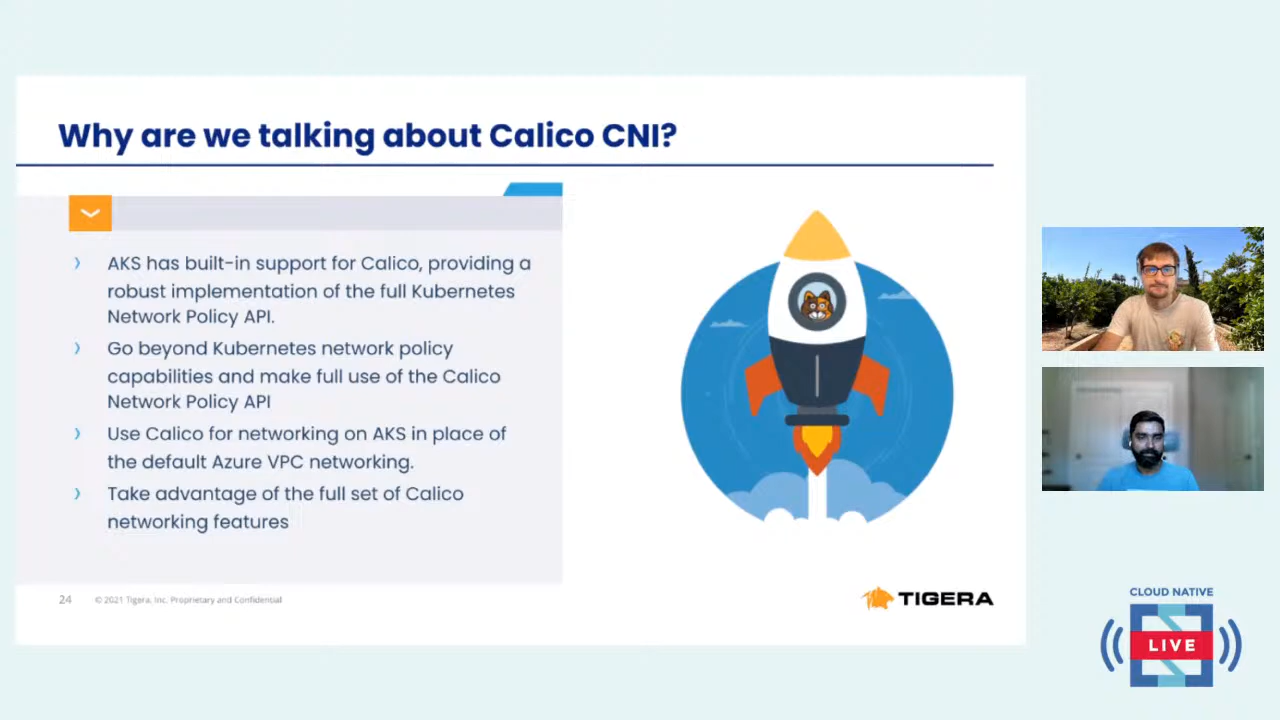 Why are we talking about Calico CNI?
AKS has built-in support for Calico, providing a
robust implementation of the full Kubernetes
Network Policy API.
Go beyond Kubernetes network policy
capabilities and make full use of the Calico
Network Policy API
Use Calico for networking on AKS in place of
the default Azure VPC networking.
Take advantage of the full set of Calico
networking features
24
© 2021 Tigera, Inc. Proprietary and Confidential
TIGERA
CLOUD NATIVE
LIVE